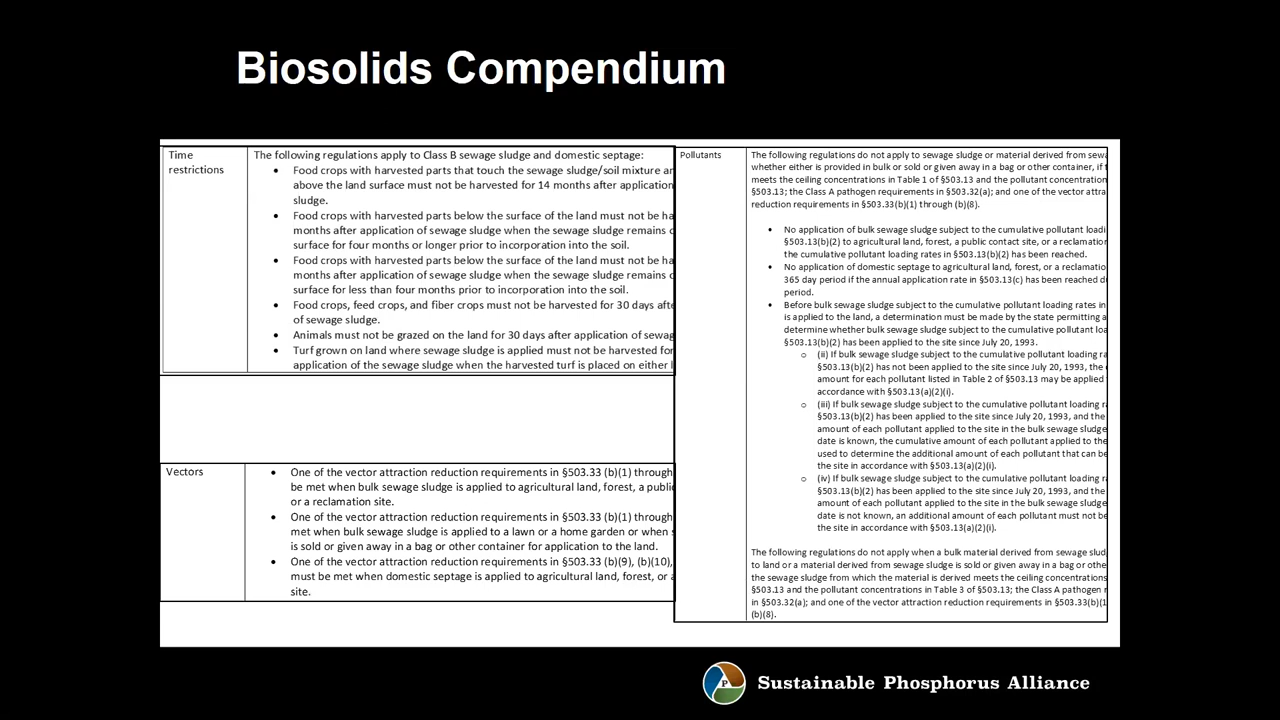 Biosolids Compendium
Time
restrictions
The following regulations apply to Class B sewage sludge and domestic septage:
• Food crops with harvested parts that touch the sewage sludge/soil mixture ar
above the land surface must not be harvested for 14 months after application
sludge.
• Food crops with harvested parts below the surface of the land must not be ha
months after application of sewage sludge when the sewage sludge remains o
surface for four months or longer prior to incorporation into the soil.
• Food crops with harvested parts below the surface of the land must not be ha
months after application of sewage sludge when the sewage sludge remains o
surface for less than four months prior to incorporation into the soil.
• Food crops, feed crops, and fiber crops must not be harvested for 30 days afte
of sewage sludge.
• Animals must not be grazed on the land for 30 days after application of sewag
• Turf grown on land where sewage sludge is applied must not be harvested for
application of the sewage sludge when the harvested turf is placed on either l
Vectors
• One of the vector attraction reduction requirements in §503.33 (b)(1) through
be met when bulk sewage sludge is applied to agricultural land, forest, a publi
or a reclamation site.
• One of the vector attraction reduction requirements in §503.33 (b)(1) through
met when bulk sewage sludge is applied to a lawn or a home garden or when s
is sold or given away in a bag or other container for application to the land.
• One of the vector attraction reduction requirements in §503.33 (b)(9), (b)(10),
must be met when domestic septage is applied to agricultural land, forest, or a
site.
Pollutants
The following regulations do not apply to sewage sludge or material derived from sewa
whether either is provided in bulk or sold or given away in a bag or other container, if t
meets the ceiling concentrations in Table 1 of §503.13 and the pollutant concentration
§503.13; the Class A pathogen requirements in §503.32(a); and one of the vector attra
reduction requirements in §503.33(b)(1) through (b)(8).
• No application of bulk sewage sludge subject to the cumulative pollutant loadi
§503.13(b)(2) to agricultural land, forest, a public contact site, or a reclamation
the cumulative pollutant loading rates in §503.13(b)(2) has been reached.
• No application of domestic septage to agricultural land, forest, or a reclamatio
365 day period if the annual application rate in §503.13(c) has been reached du
period.
• Before bulk sewage sludge subject to the cumulative pollutant loading rates in
is applied to the land, a determination must be made by the state permitting a
determine whether bulk sewage sludge subject to the cumulative pollutant loa
§503.13(b)(2) has been applied to the site since July 20, 1993.
o (ii) If bulk sewage sludge subject to the cumulative pollutant loading ra
§503.13(b)(2) has not been applied to the site since July 20, 1993, the c
amount for each pollutant listed in Table 2 of §503.13 may be applied
accordance with §503.13(a)(2)(i).
o (iii) If bulk sewage sludge subject to the cumulative pollutant loading ra
§503.13(b)(2) has been applied to the site since July 20, 1993, and the
amount of each pollutant applied to the site in the bulk sewage sludge
date is known, the cumulative amount of each pollutant applied to the
used to determine the additional amount of each pollutant that can be
the site in accordance with §503.13(a)(2)(i).
o (iv) If bulk sewage sludge subject to the cumulative pollutant loading ra
§503.13(b)(2) has been applied to the site since July 20, 1993, and the
amount of each pollutant applied to the site in the bulk sewage sludge
date is not known, an additional amount of each pollutant must not be
the site in accordance with §503.13(a)(2)(i).
The following regulations do not apply when a bulk material derived from sewage slud
to land or a material derived from sewage sludge is sold or given away in a bag or othe
the sewage sludge from which the material is derived meets the ceiling concentrations
§503.13 and the pollutant concentrations in Table 3 of §503.13; the Class A pathogen r
in §503.32(a); and one of the vector attraction reduction requirements in §503.33(b)(1
(b)(8).
P
Sustainable Phosphorus Alliance